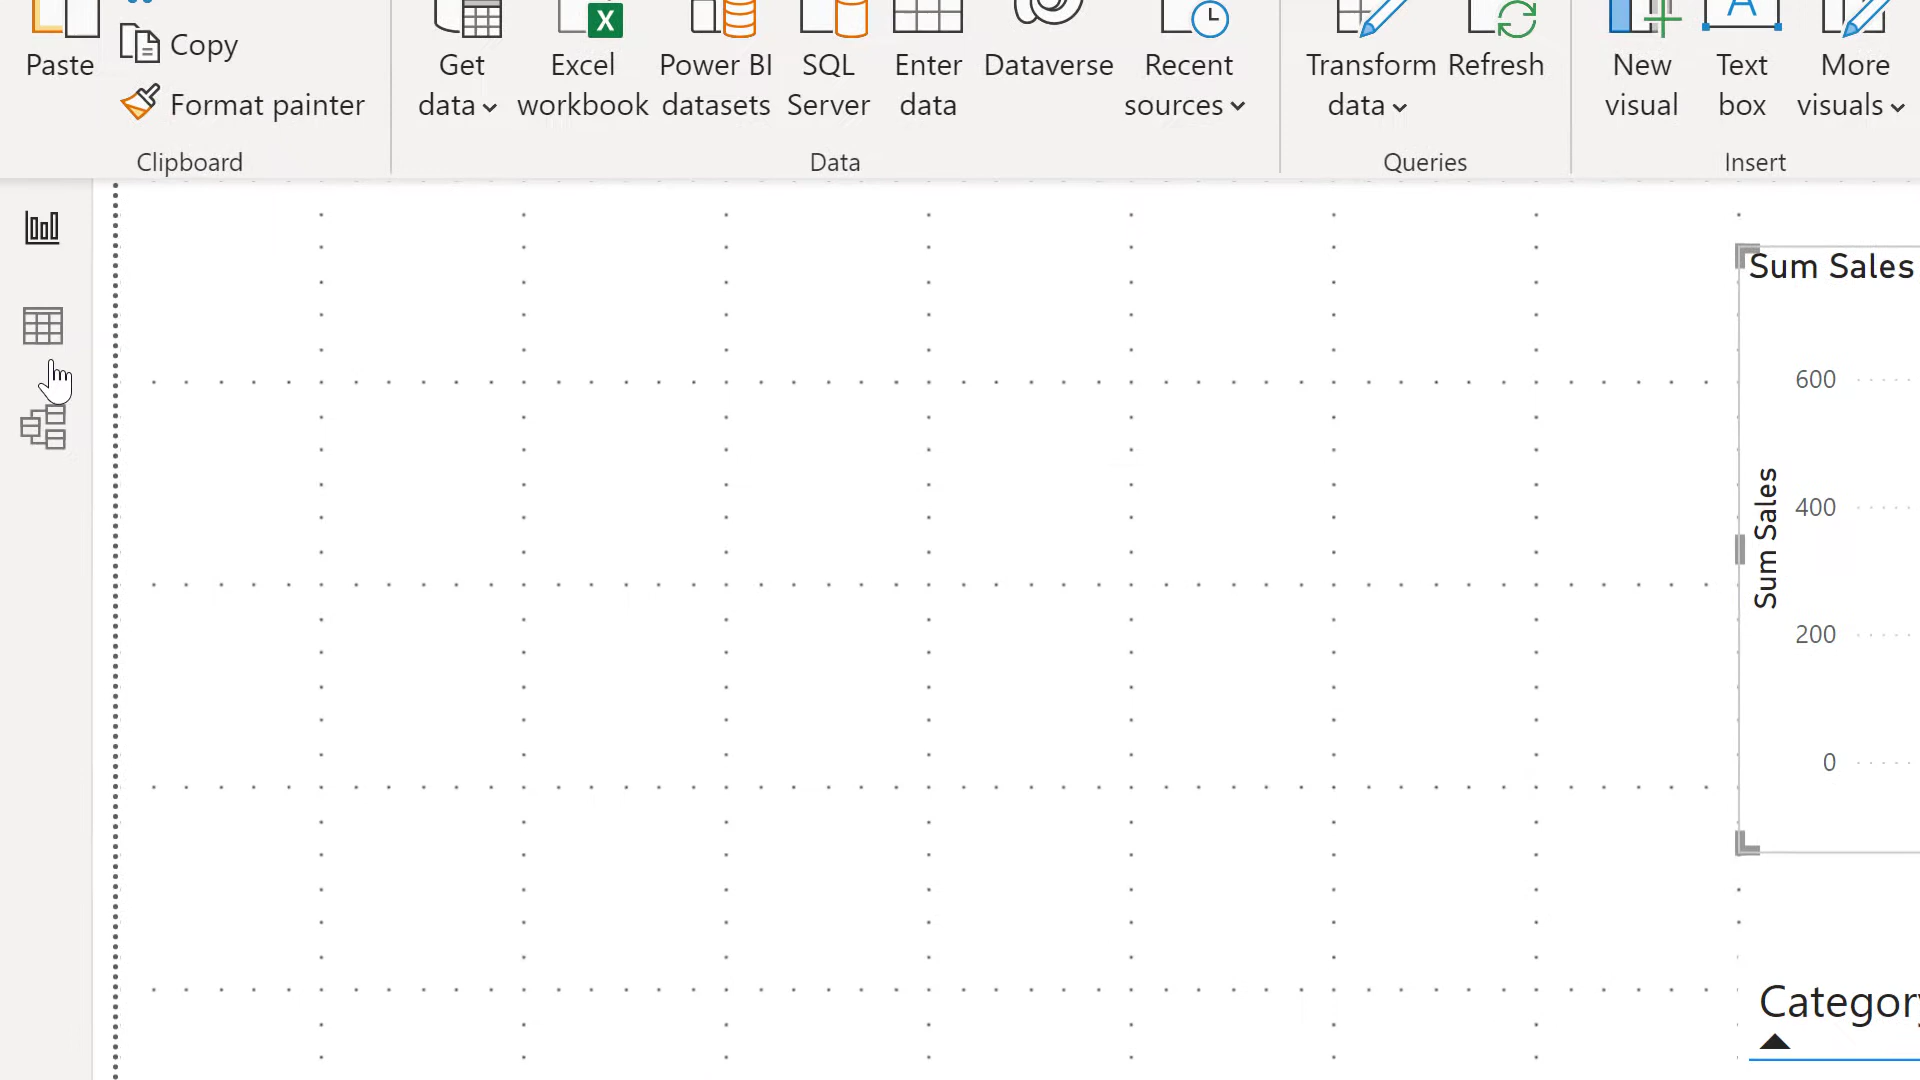 Paste
Copy
Format painter
Clipboard
Get
data
Excel
workbook
Power BI
datasets
SQL
Server
Enter
data
Dataverse
Recent
sources
Data
Transform
data
Refresh
Queries
New
visual
Text
box
More
visuals
Insert
Sum Sales
600
400
200
0
Sum Sales
Category